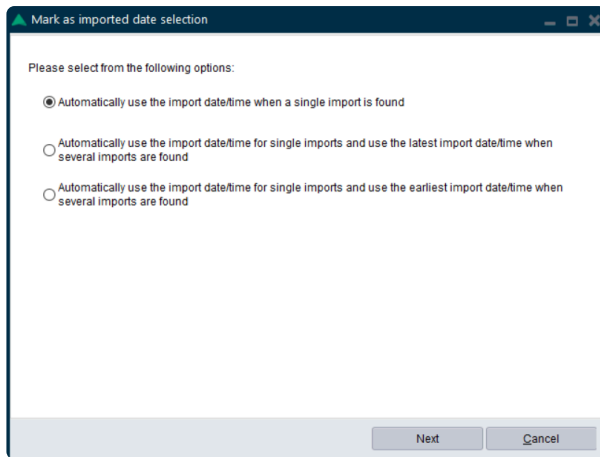 Mark as imported date selection
Please select from the following options:
Automatically use the import date/time when a single import is found
Automatically use the import date/time for single imports and use the latest import date/time when
several imports are found
Automatically use the import date/time for single imports and use the earliest import date/time when
several imports are found
Next
Cancel